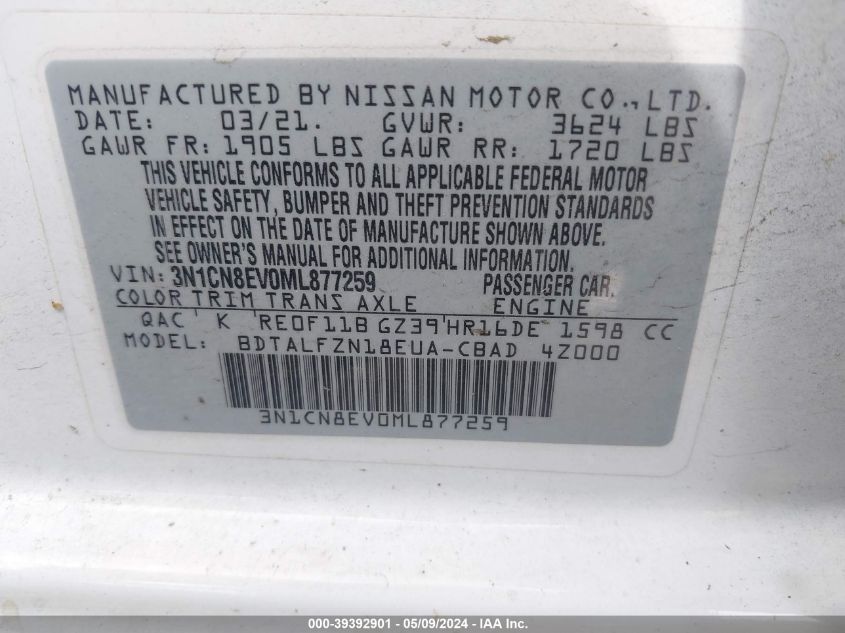 MANUFACTURED BY NISSAN MOTOR CO., LTD.
DATE: 03/21. GVWR: 3624 LBS
GAWR FR: 1905 LBS GAWR RR: 1720 LBS
THIS VEHICLE CONFORMS TO ALL APPLICABLE FEDERAL MOTOR
VEHICLE SAFETY, BUMPER AND THEFT PREVENTION STANDARDS
IN EFFECT ON THE DATE OF MANUFACTURE SHOWN ABOVE.
SEE OWNER'S MANUAL FOR ADDITIONAL INFORMATION.
VIN: 3N1CN8EV0ML877259 PASSENGER CAR
COLOR TRIM TRANS AXLE ENGINE
QAC K RE0F11B GZ39 HR16DE 1598 CC
MODEL: BDTALFZN18EUA-CBAD 4Z000
3N1CN8EV0ML877259
000-39392901 - 05/09/2024 - IAA Inc.